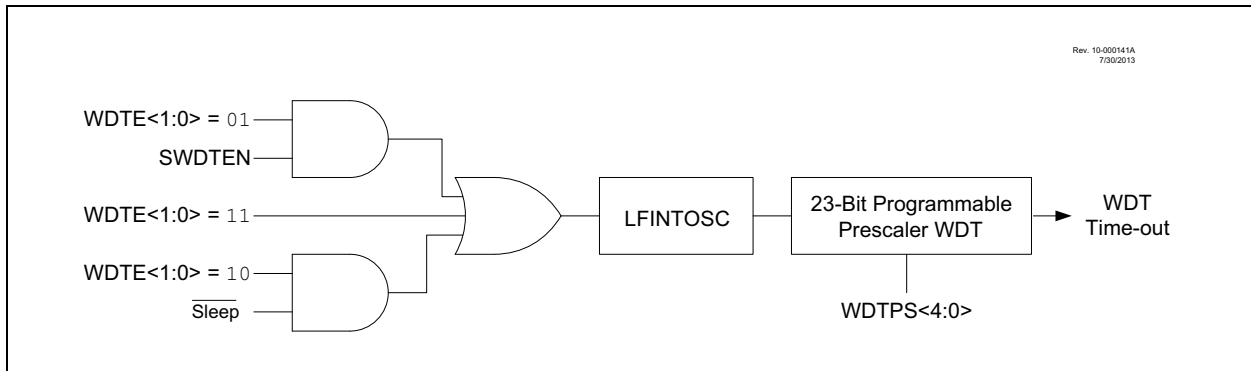 Rev. 10-000141A
7/30/2013
WDTE<1:0> = 01
SWDTEN
WDTE<1:0> = 11
WDTE<1:0> = 10
Sleep
LFINTOSC
23-Bit Programmable
Prescaler WDT
WDTPS<4:0>
WDT
Time-out